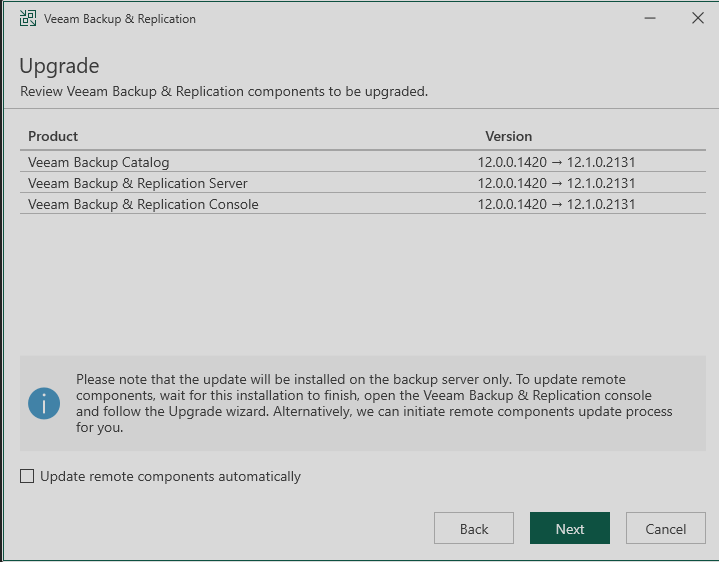 Veeam Backup & Replication
Upgrade
Review Veeam Backup & Replication components to be upgraded.
Product Version
Veeam Backup Catalog 12.0.0.1420 → 12.1.0.2131
Veeam Backup & Replication Server 12.0.0.1420 → 12.1.0.2131
Veeam Backup & Replication Console 12.0.0.1420 → 12.1.0.2131
Please note that the update will be installed on the backup server only. To update remote
components, wait for this installation to finish, open the Veeam Backup & Replication console
and follow the Upgrade wizard. Alternatively, we can initiate remote components update process
for you.
Update remote components automatically
Back Next Cancel